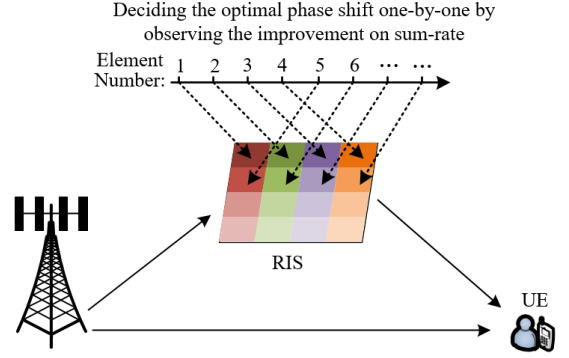 Deciding the optimal phase shift one-by-one by
observing the improvement on sum-rate
Element
Number: 1 2 3 4 5 6 ... ...
RIS
UE